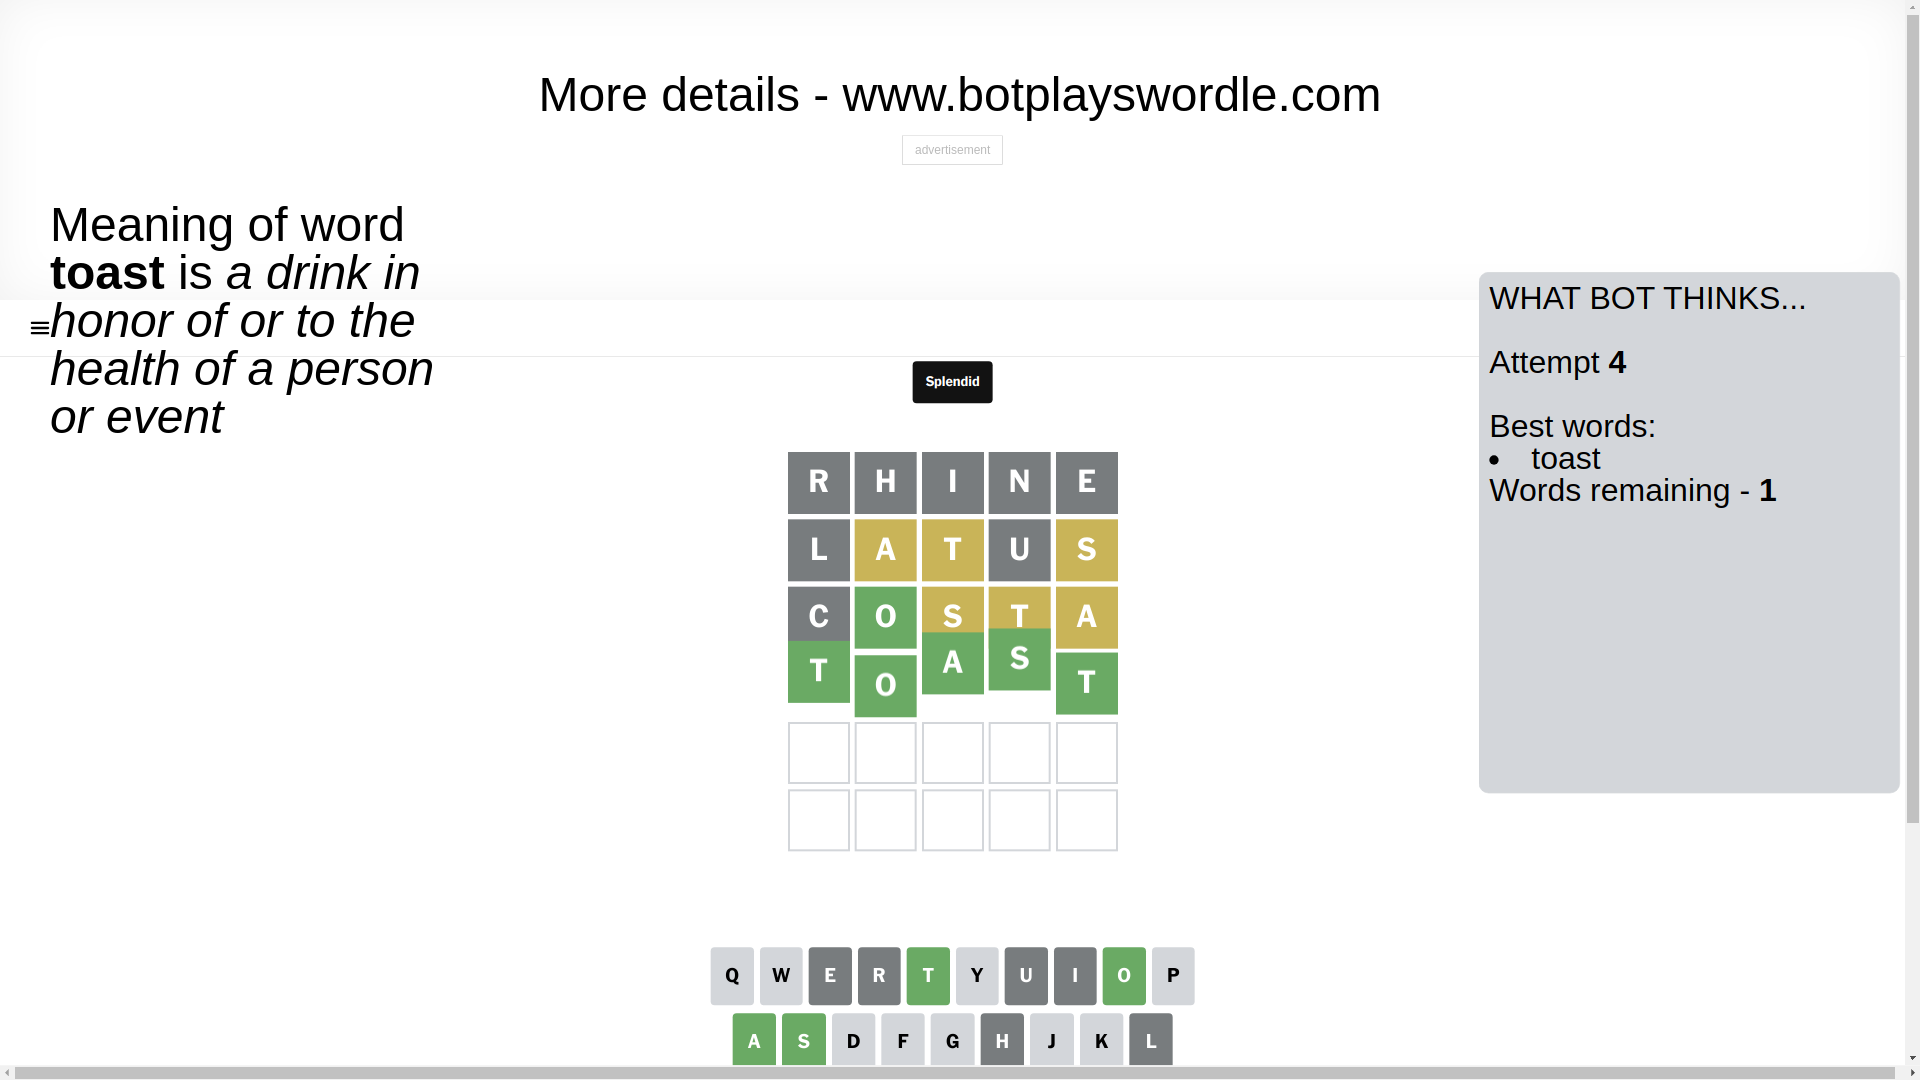 More details - www.botplayswordle.com
advertisement
Meaning of word
toast is a drink in
honor of or to the
health of a person
or event
WHAT BOT THINKS...
Attempt 4
Best words:
• toast
Words remaining - 1
Splendid
R H I N E
L A T U S
C O S T A
T O A S T
Q W E R T Y U I O P
A S D F G H J K L